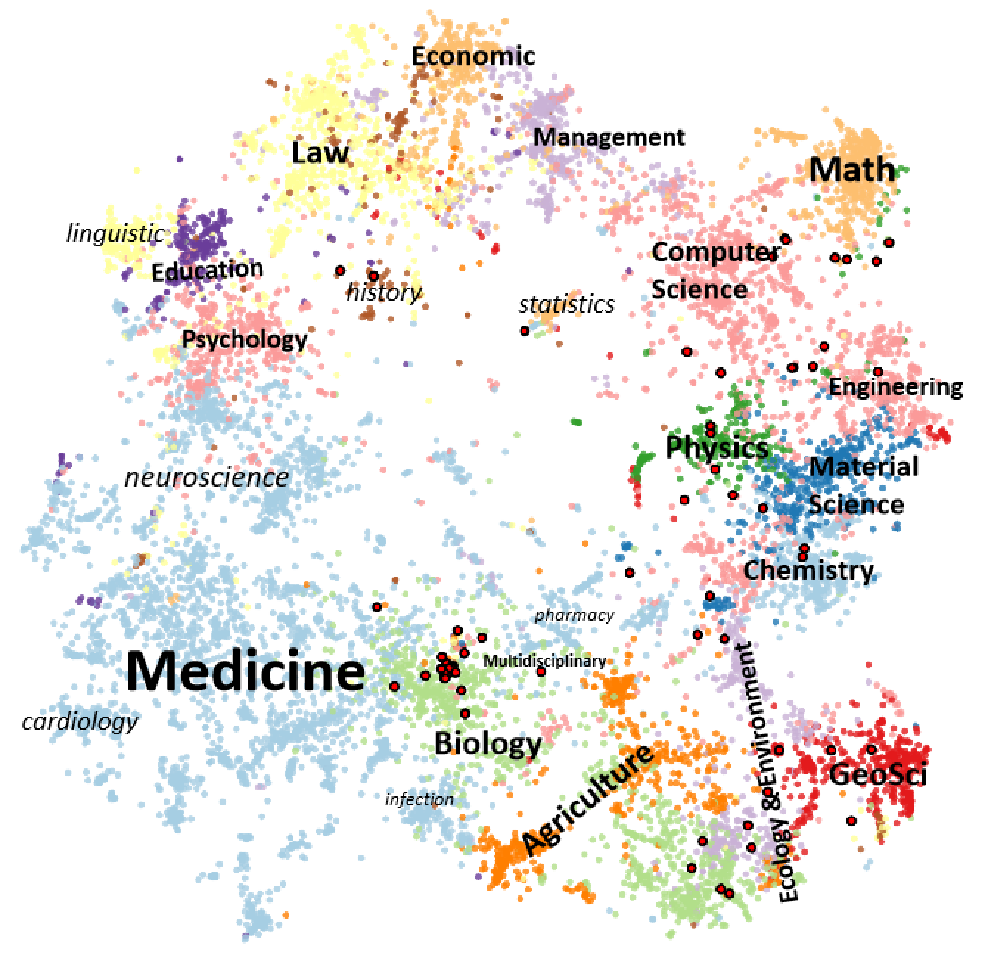 Economic
Management
Law
Math
linguistic
Education
Computer
Science
history
statistics
Psychology
Engineering
Physics
Material
Science
neuroscience
Chemistry
pharmacy
Multidisciplinary
Medicine
cardiology
Biology
Ecology & Environment
GeoSci
Agriculture
infection